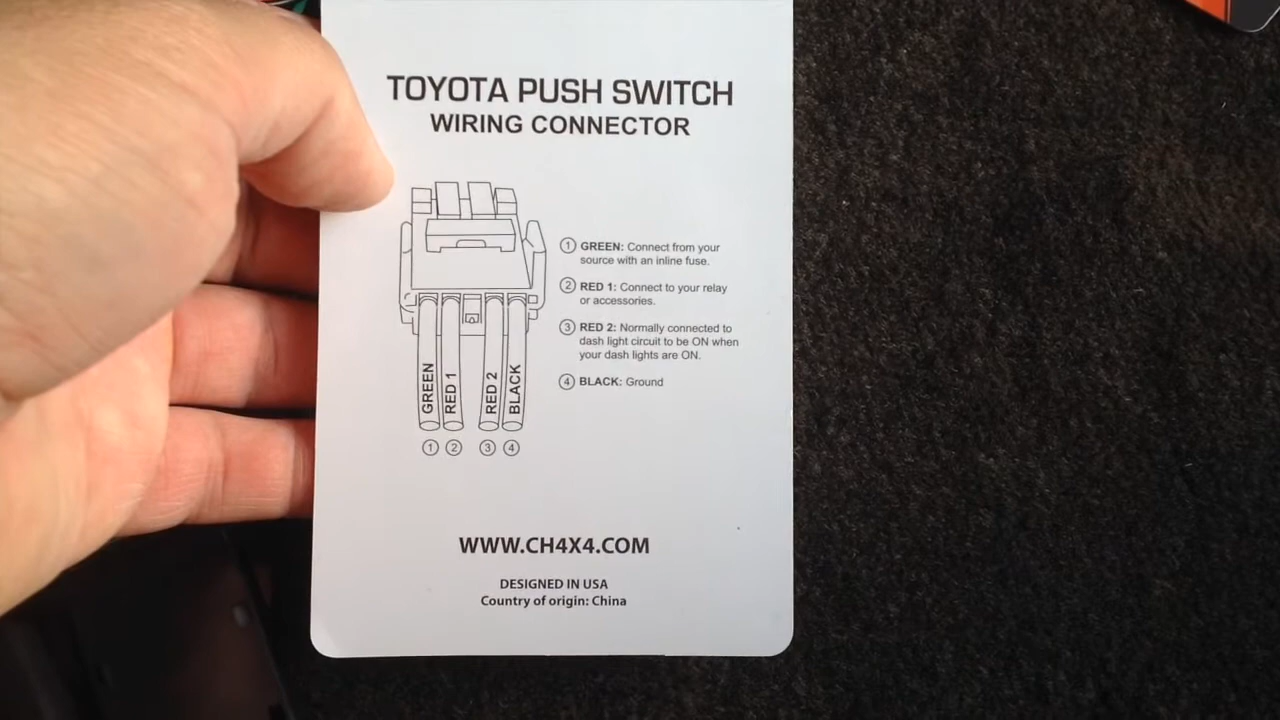 TOYOTA PUSH SWITCH
WIRING CONNECTOR
① GREEN: Connect from your
source with an inline fuse.
② RED 1: Connect to your relay
or accessories.
③ RED 2: Normally connected to
dash light circuit to be ON when
your dash lights are ON.
④ BLACK: Ground
GREEN
RED 1
RED 2
BLACK
① ② ③ ④
WWW.CH4X4.COM
DESIGNED IN USA
Country of origin: China